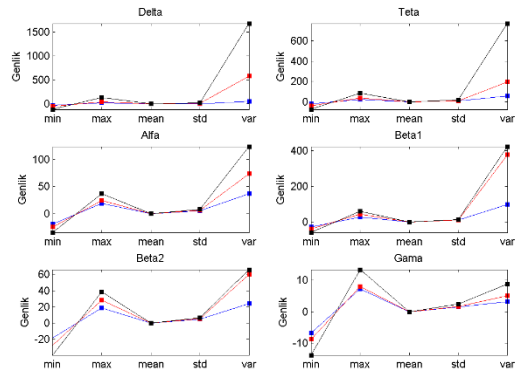 Delta
Genlik
1500
1000
500
0
min max mean std var
Teta
Genlik
600
400
200
0
min max mean std var
Alfa
Genlik
100
50
0
min max mean std var
Beta1
Genlik
400
200
0
min max mean std var
Beta2
Genlik
60
40
20
0
-20
min max mean std var
Gama
Genlik
10
0
-10
min max mean std var